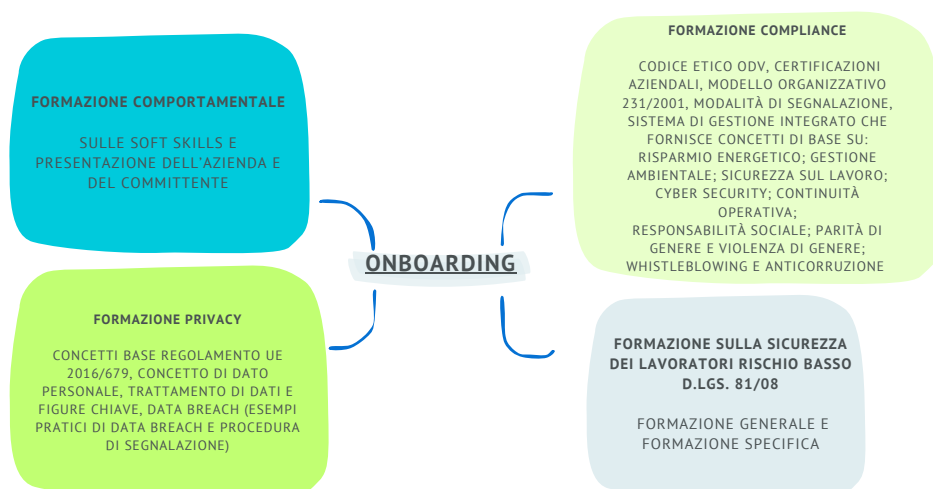 FORMAZIONE COMPORTAMENTALE
SULLE SOFT SKILLS E
PRESENTAZIONE DELL'AZIENDA E
DEL COMMITTENTE
FORMAZIONE COMPLIANCE
CODICE ETICO ODV, CERTIFICAZIONI
AZIENDALI, MODELLO ORGANIZZATIVO
231/2001, MODALITÀ DI SEGNALAZIONE,
SISTEMA DI GESTIONE INTEGRATO CHE
FORNISCE CONCETTI DI BASE SU:
RISPARMIO ENERGETICO; GESTIONE
AMBIENTALE; SICUREZZA SUL LAVORO;
CYBER SECURITY; CONTINUITÀ
OPERATIVA;
RESPONSABILITÀ SOCIALE; PARITÀ DI
GENERE E VIOLENZA DI GENERE;
WHISTLEBLOWING E ANTICORRUZIONE
ONBOARDING
FORMAZIONE PRIVACY
CONCETTI BASE REGOLAMENTO UE
2016/679, CONCETTO DI DATO
PERSONALE, TRATTAMENTO DI DATI E
FIGURE CHIAVE, DATA BREACH (ESEMPI
PRATICI DI DATA BREACH E PROCEDURA
DI SEGNALAZIONE)
FORMAZIONE SULLA SICUREZZA
DEI LAVORATORI RISCHIO BASSO
D.LGS. 81/08
FORMAZIONE GENERALE E
FORMAZIONE SPECIFICA